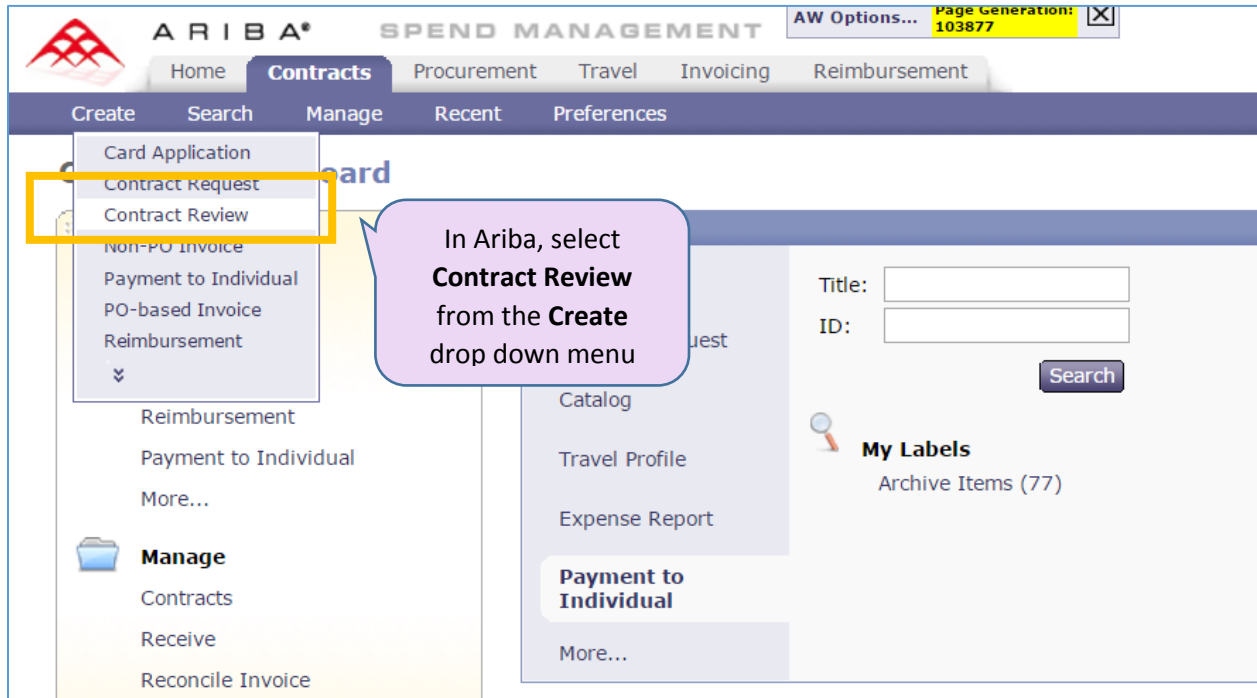 ARIBA® SPEND MANAGEMENT
AW Options... Page Generation: 103877
Home Contracts Procurement Travel Invoicing Reimbursement
Create Search Manage Recent Preferences
Card Application
Contract Request
Contract Review
Non-PO Invoice
Payment to Individual
PO-based Invoice
Reimbursement
In Ariba, select
Contract Review
from the Create
drop down menu
Reimbursement
Payment to Individual
More...
Manage
Contracts
Receive
Reconcile Invoice
Catalog
Travel Profile
Expense Report
Payment to
Individual
More...
Title:
ID:
Search
My Labels
Archive Items (77)